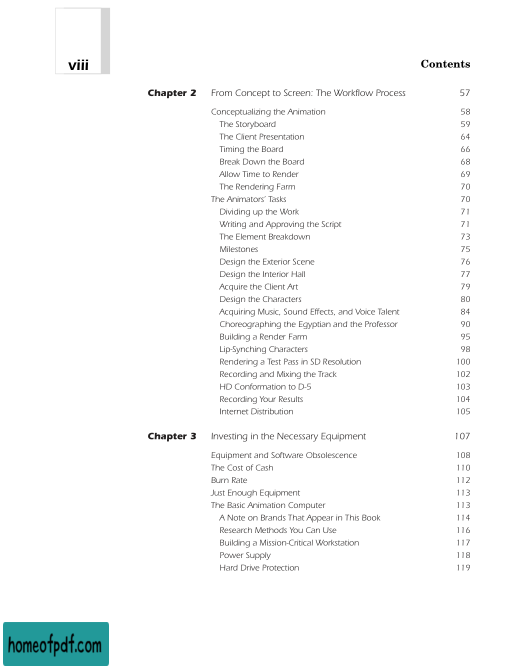 viii
Contents
Chapter 2 From Concept to Screen: The Workflow Process 57
Conceptualizing the Animation 58
The Storyboard 59
The Client Presentation 64
Timing the Board 66
Break Down the Board 68
Allow Time to Render 69
The Rendering Farm 70
The Animators' Tasks 70
Dividing up the Work 71
Writing and Approving the Script 71
The Element Breakdown 73
Milestones 75
Design the Exterior Scene 76
Design the Interior Hall 77
Acquire the Client Art 79
Design the Characters 80
Acquiring Music, Sound Effects, and Voice Talent 84
Choreographing the Egyptian and the Professor 90
Building a Render Farm 95
Lip-Synching Characters 98
Rendering a Test Pass in SD Resolution 100
Recording and Mixing the Track 102
HD Conformation to D-5 103
Recording Your Results 104
Internet Distribution 105
Chapter 3 Investing in the Necessary Equipment 107
Equipment and Software Obsolescence 108
The Cost of Cash 110
Burn Rate 112
Just Enough Equipment 113
The Basic Animation Computer 113
A Note on Brands That Appear in This Book 114
Research Methods You Can Use 116
Building a Mission-Critical Workstation 117
Power Supply 118
Hard Drive Protection 119
homeofpdf.com